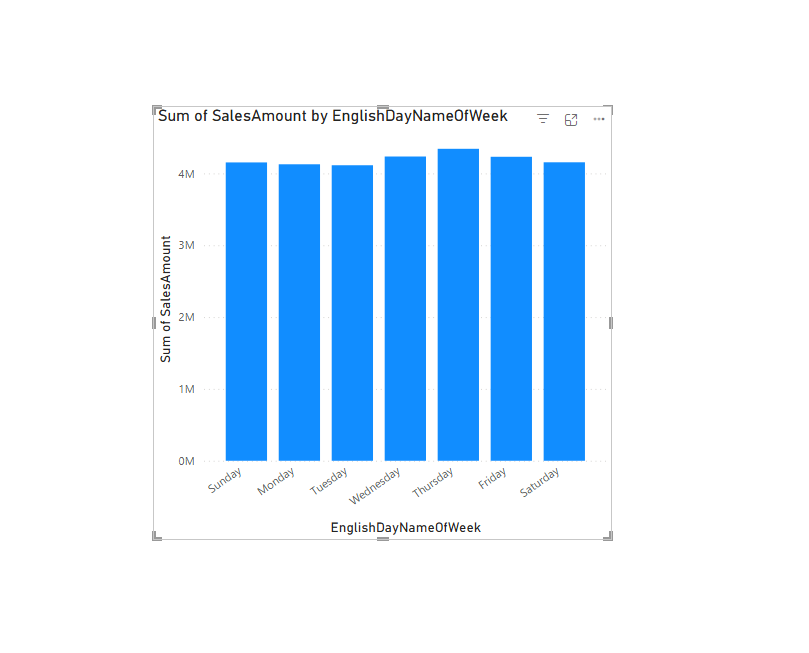 Sum of SalesAmount by EnglishDayNameOfWeek
Sum of SalesAmount
4M
3M
2M
1M
0M
Sunday
Monday
Tuesday
Wednesday
Thursday
Friday
Saturday
EnglishDayNameOfWeek